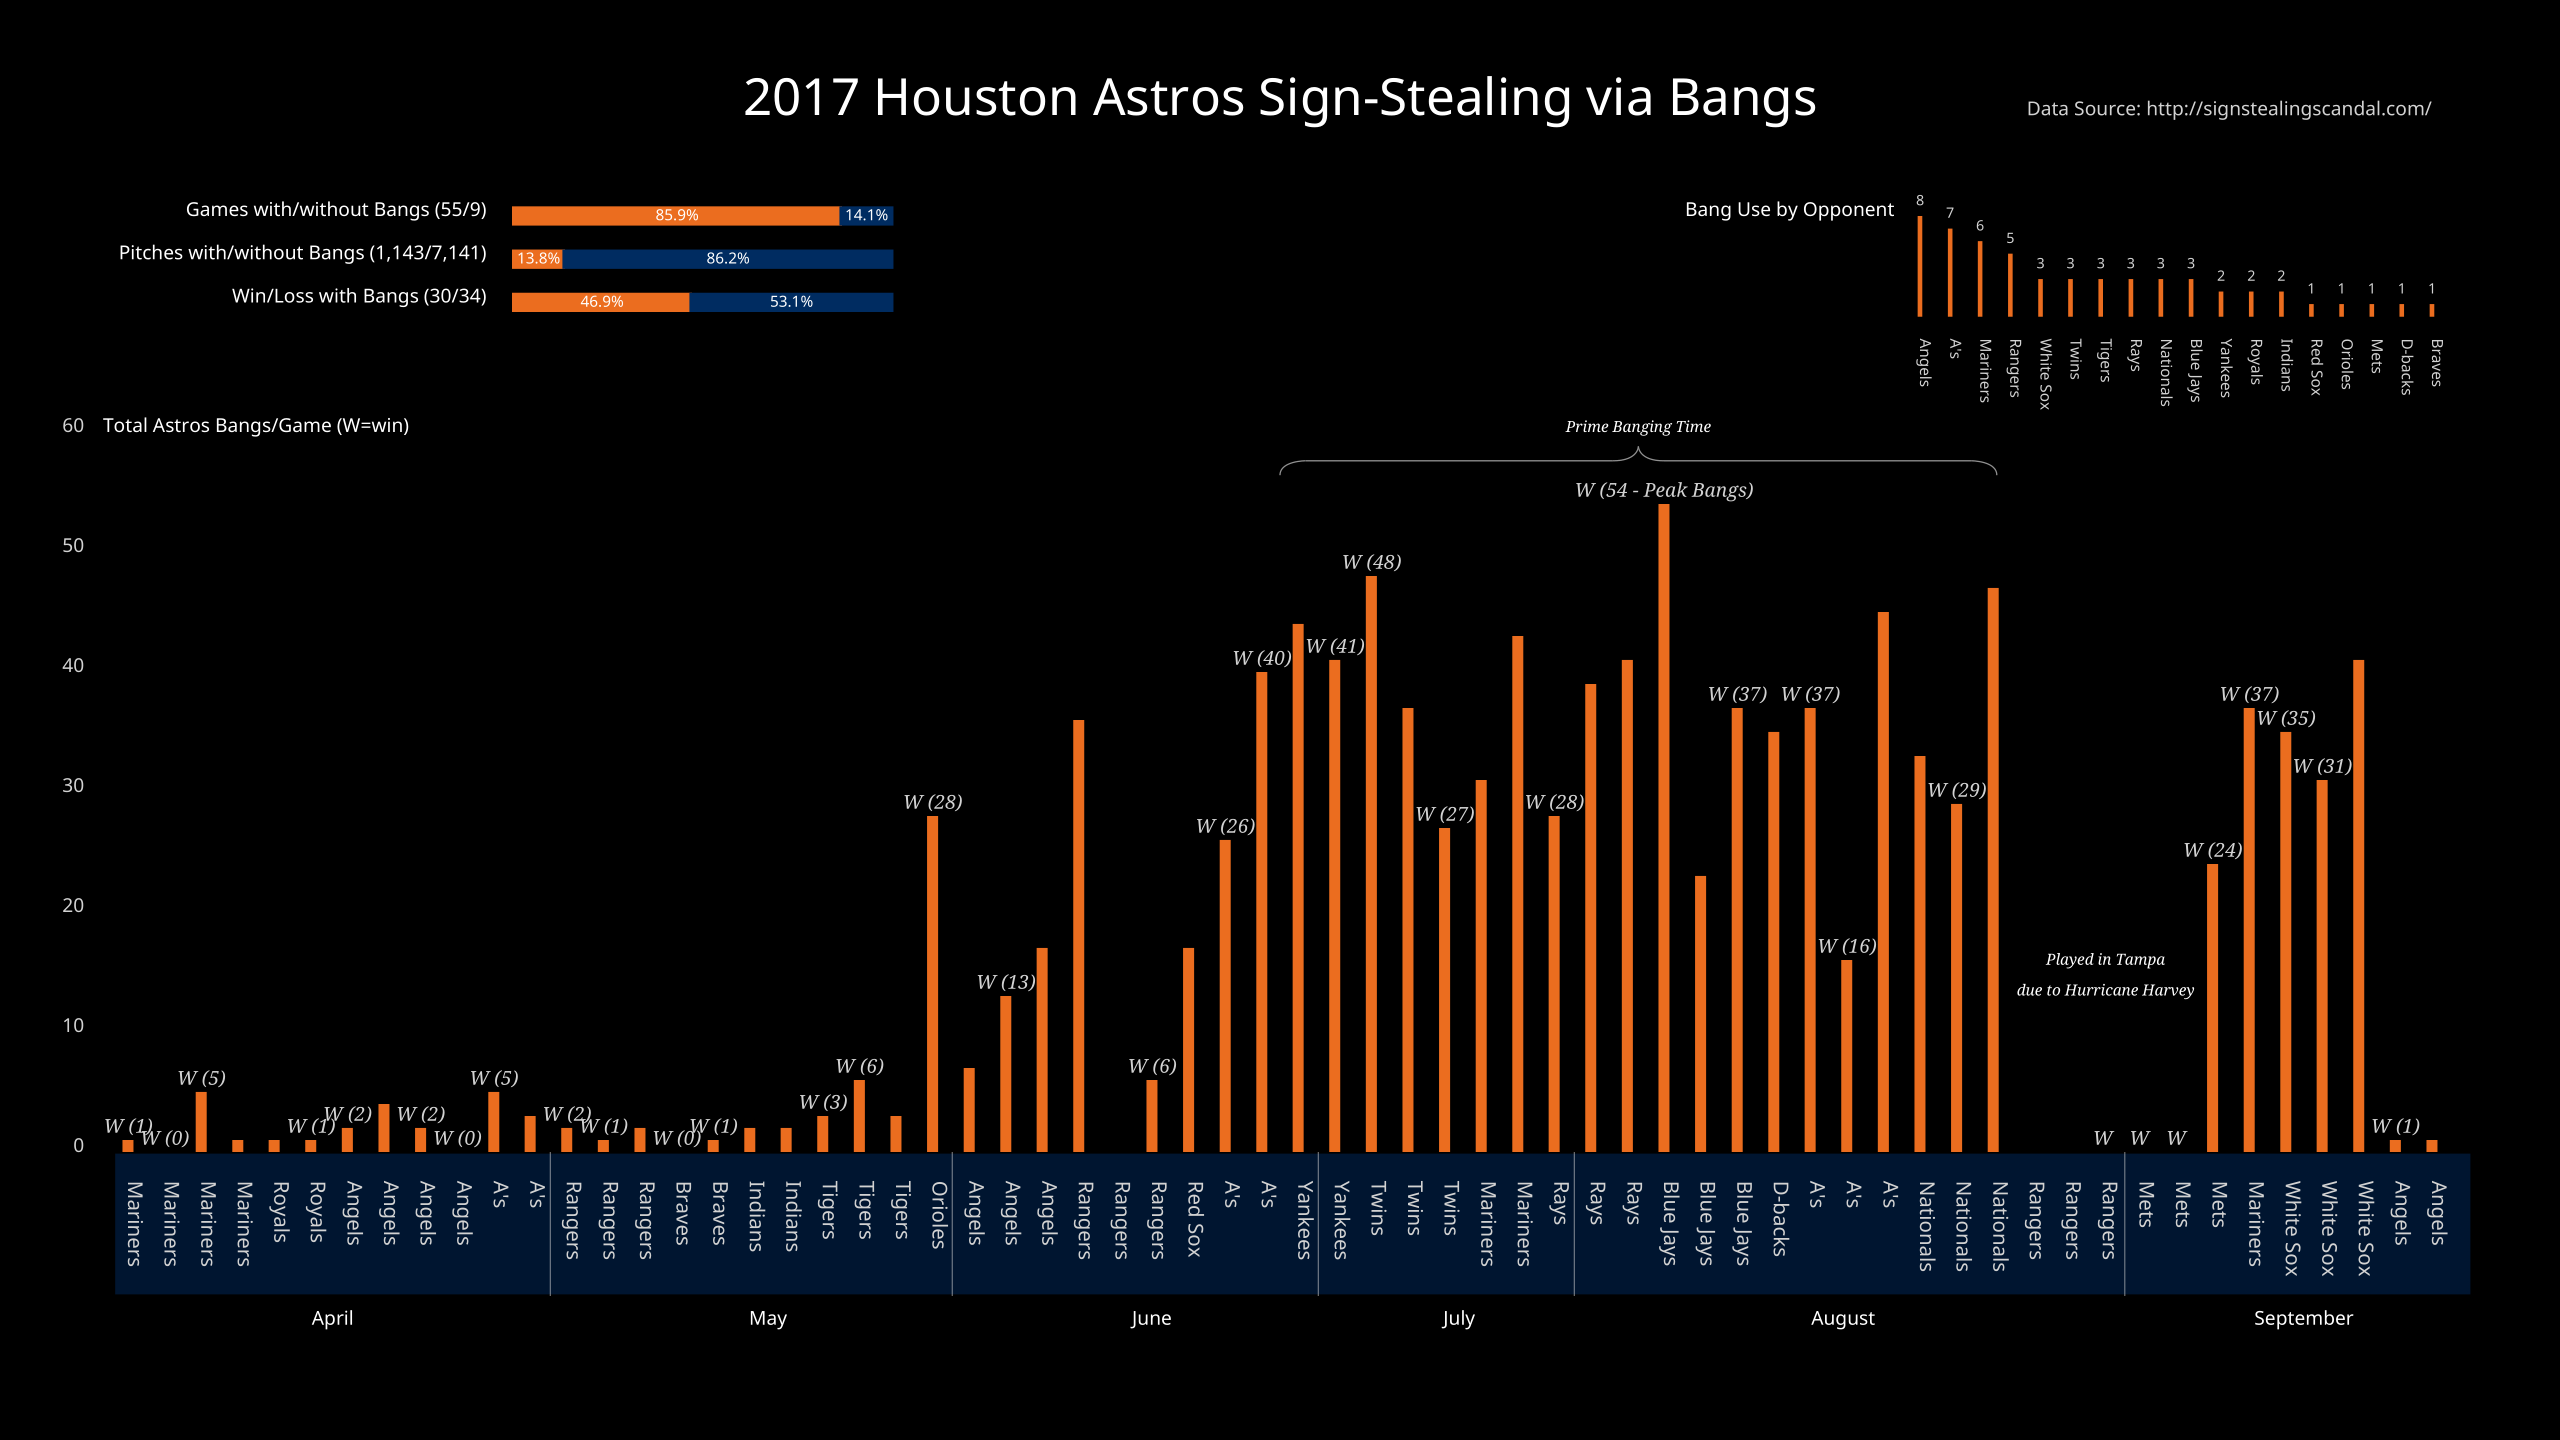 2017 Houston Astros Sign-Stealing via Bangs
Data Source: http://signstealingscandal.com/
Games with/without Bangs (55/9)
85.9%
14.1%
Pitches with/without Bangs (1,143/7,141)
13.8%
86.2%
Win/Loss with Bangs (30/34)
46.9%
53.1%
Bang Use by Opponent
8
7
6
5
3
3
3
3
3
3
2
2
2
1
1
1
1
1
Angels
A's
Mariners
Rangers
White Sox
Twins
Tigers
Rays
Nationals
Blue Jays
Yankees
Royals
Indians
Red Sox
Orioles
Mets
D-backs
Braves
Total Astros Bangs/Game (W=win)
60
50
40
30
20
10
0
Prime Banging Time
W (1)
W (0)
W (5)
W (1)
W (2)
W (2)
W (0)
W (5)
W (2)
W (1)
W (0)
W (1)
W (3)
W (6)
W (28)
W (13)
W (6)
W (26)
W (40)
W (41)
W (48)
W (27)
W (28)
W (54 - Peak Bangs)
W (37)
W (37)
W (16)
W (29)
Played in Tampa
due to Hurricane Harvey
W
W
W
W (24)
W (37)
W (35)
W (31)
W (1)
Mariners
Mariners
Mariners
Mariners
Royals
Royals
Angels
Angels
Angels
Angels
A's
A's
Rangers
Rangers
Rangers
Braves
Braves
Indians
Indians
Tigers
Tigers
Tigers
Orioles
Angels
Angels
Angels
Rangers
Rangers
Rangers
Red Sox
A's
A's
Yankees
Yankees
Twins
Twins
Twins
Mariners
Mariners
Rays
Rays
Rays
Blue Jays
Blue Jays
Blue Jays
D-backs
A's
A's
A's
Nationals
Nationals
Nationals
Rangers
Rangers
Rangers
Mets
Mets
Mets
Mariners
White Sox
White Sox
White Sox
Angels
Angels
April
May
June
July
August
September